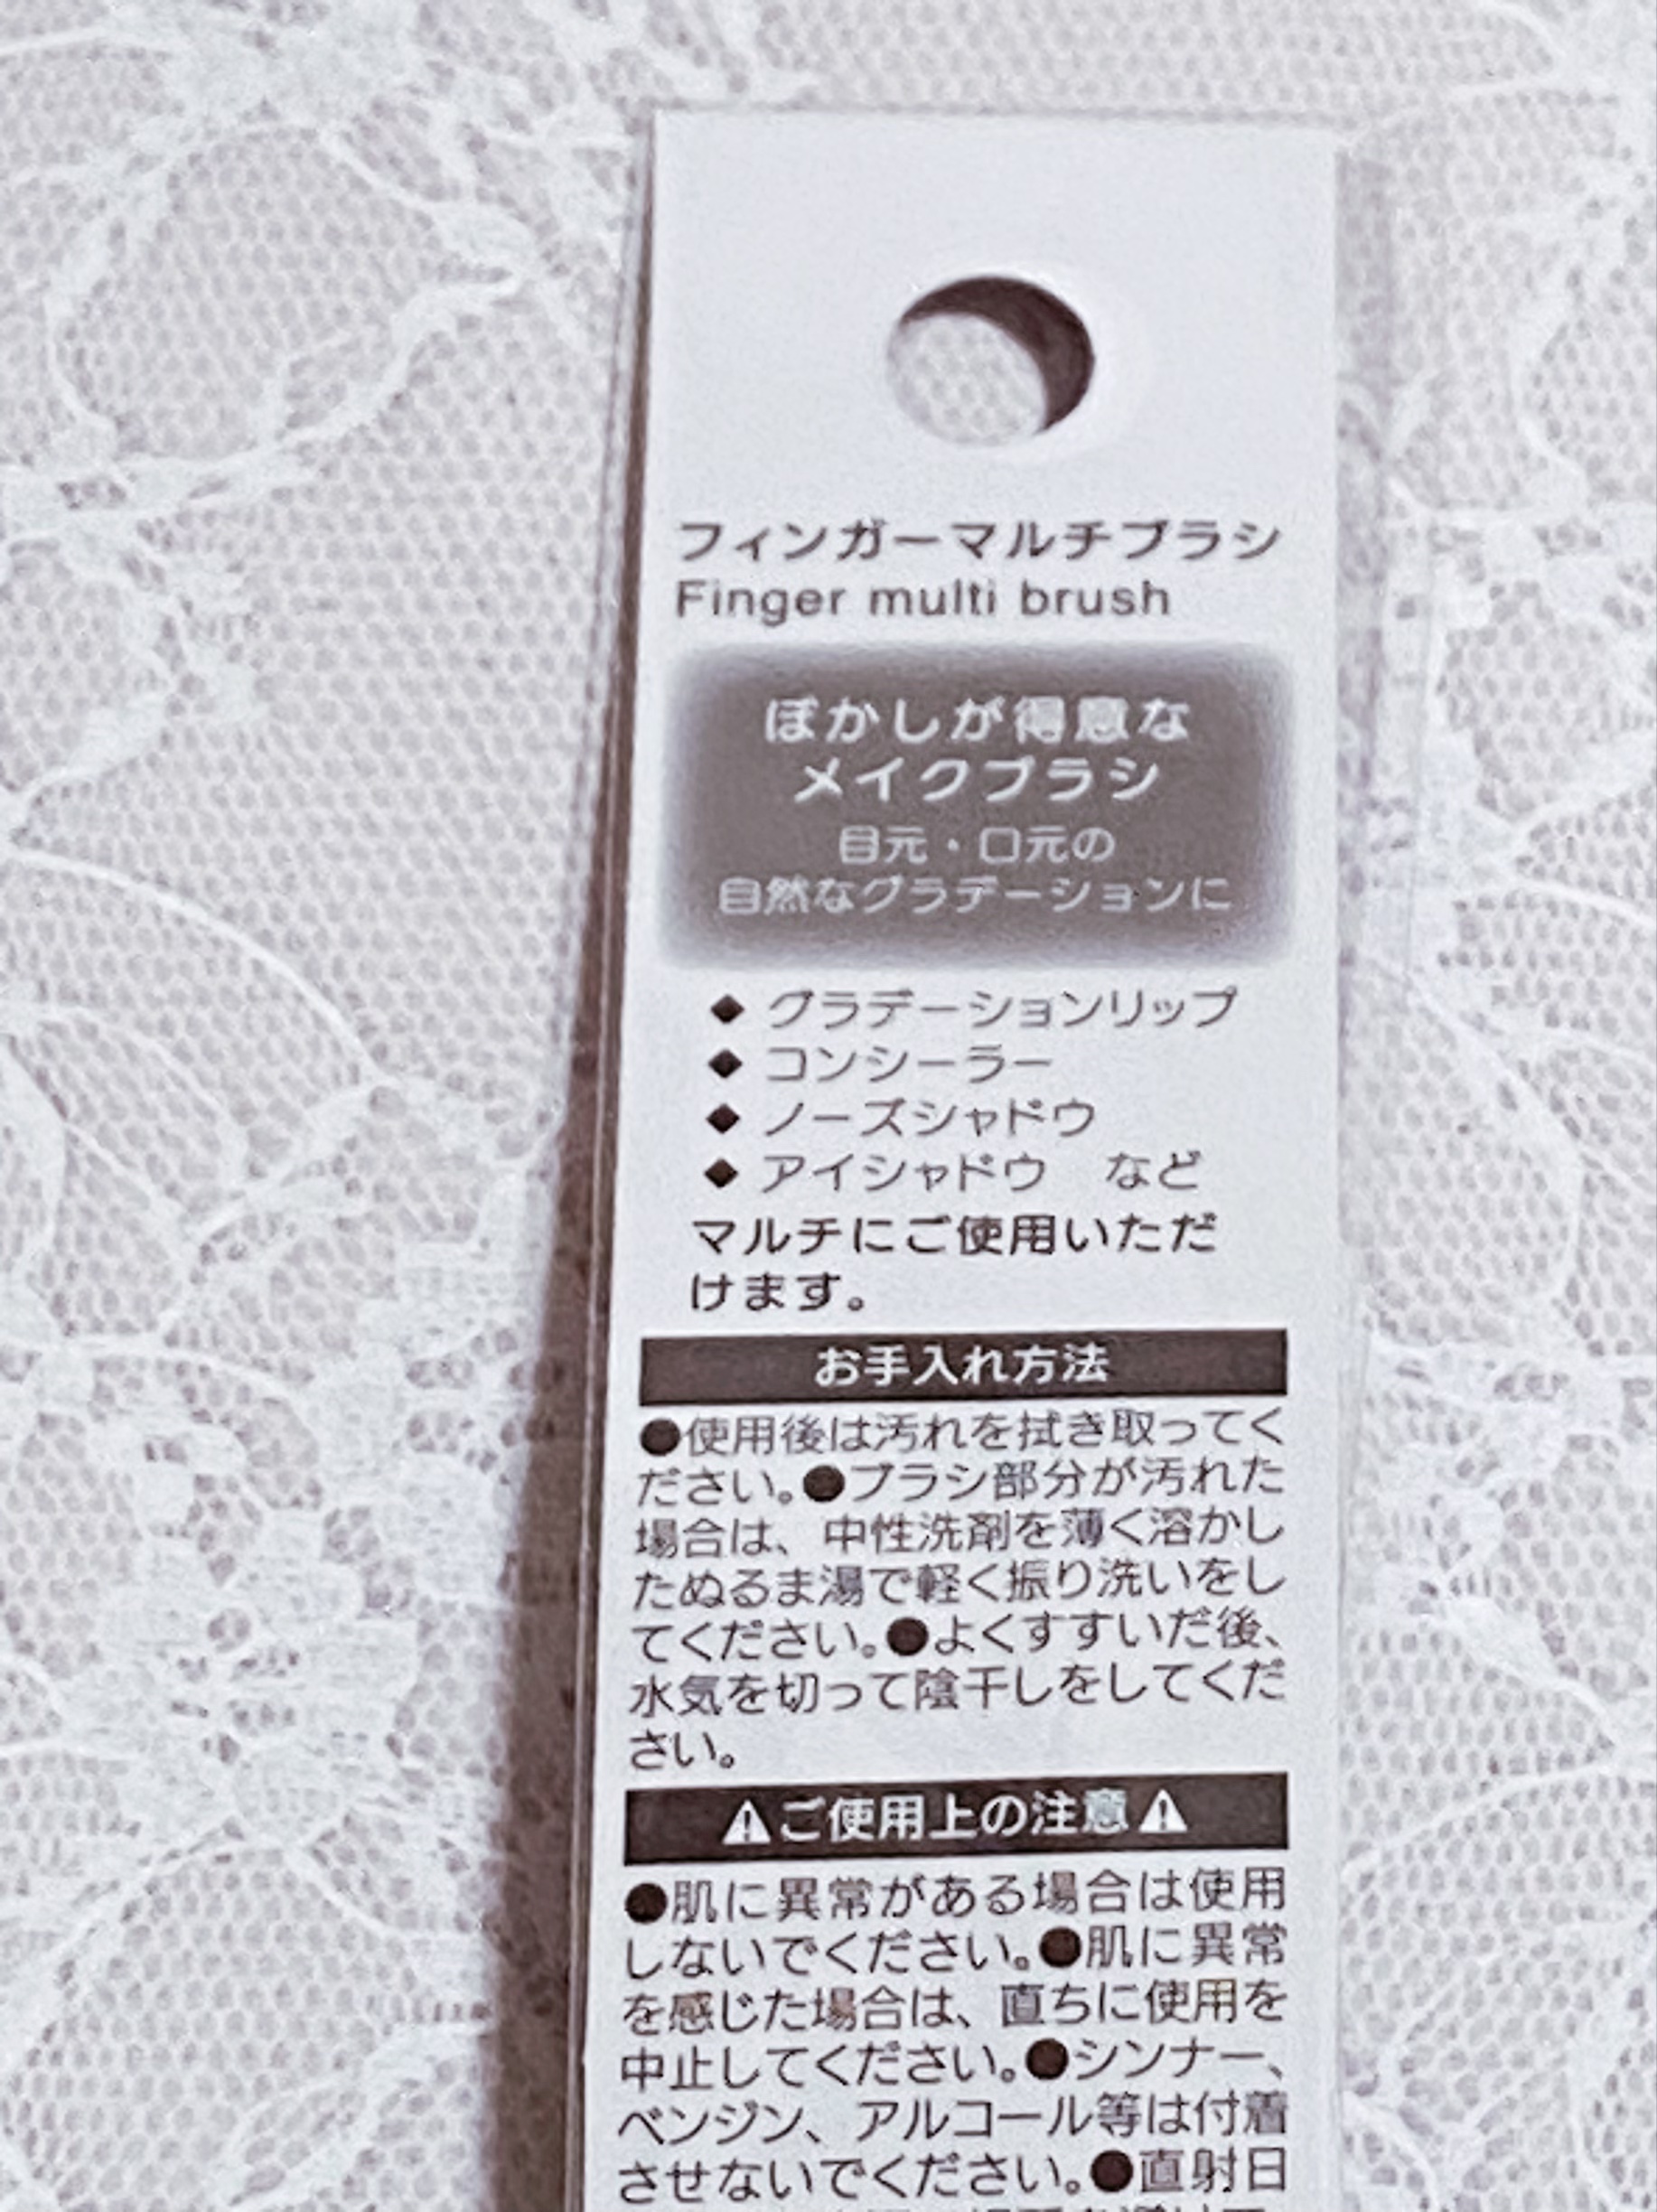 フィンガーマルチブラシ
Finger multi brush
ぼかしが得意な
メイクブラシ
目元・口元の
自然なグラデーションに
◆ グラデーションリップ
◆ コンシーラー
◆ ノーズシャドウ
◆ アイシャドウ　など
マルチにご使用いただ
けます。
お手入れ方法
●使用後は汚れを拭き取ってく
ださい。●ブラシ部分が汚れた
場合は、中性洗剤を薄く溶かし
たぬるま湯で軽く振り洗いをし
てください。●よくすすいだ後、
水気を切って陰干しをしてくだ
さい。
⚠ご使用上の注意⚠
●肌に異常がある場合は使用
しないでください。●肌に異常
を感じた場合は、直ちに使用を
中止してください。●シンナー、
ベンジン、アルコール等は付着
させないでください。●直射日